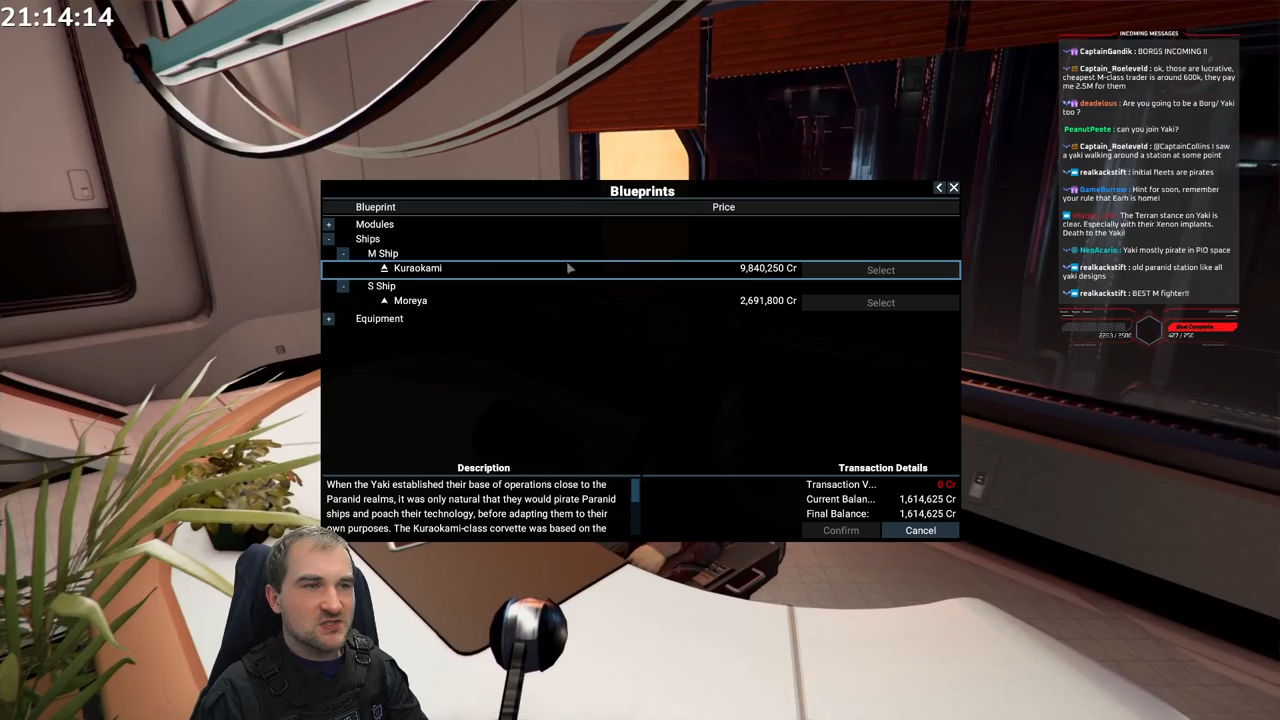 21:14:14
INCOMING MESSAGES
CaptainGandik : BORGS INCOMING !!
Captain_Roeleveld : ok, those are lucrative,
cheapest M-class trader is around 600k, they pay
me 2.5M for them
deadelous : Are you going to be a Borg/ Yaki
too ?
PeanutPeete : can you join Yaki?
Captain_Roeleveld : @CaptainCollins I saw
a yaki walking around a station at some point
realkackstift : initial fleets are pirates
GameBurrow : Hint for soon, remember
your rule that Earh is home!
The Terran stance on Yaki is
clear. Especially with their Xenon implants.
Death to the Yaki!
NeoAcario : Yaki mostly pirate in PIO space
realkackstift : old paranid station like all
yaki designs
realkackstift : BEST M fighter!!
Goal Complete
2263 / 2500
427 / 250
Blueprints
Blueprint Price
Modules
Ships
M Ship
Kuraokami 9,840,250 Cr Select
S Ship
Moreya 2,691,800 Cr Select
Equipment
Description
When the Yaki established their base of operations close to the
Paranid realms, it was only natural that they would pirate Paranid
ships and poach their technology, before adapting them to their
own purposes. The Kuraokami-class corvette was based on the
Transaction Details
Transaction V... 0 Cr
Current Balan... 1,614,625 Cr
Final Balance: 1,614,625 Cr
Confirm Cancel